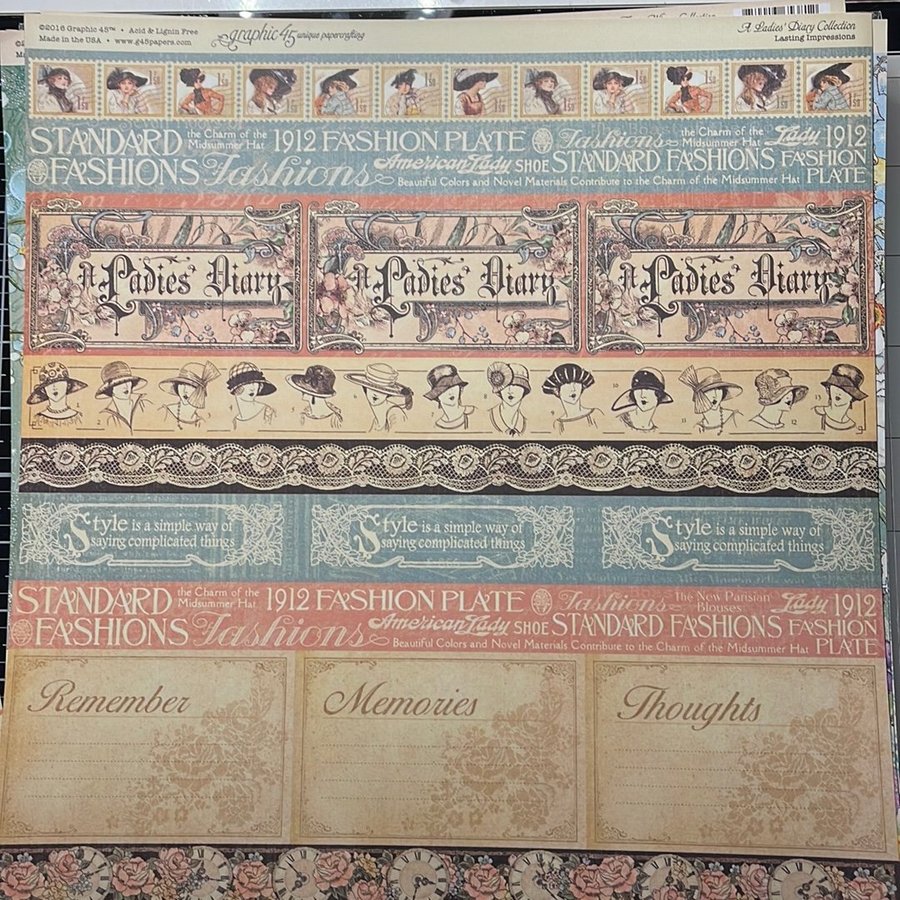 ©2016 Graphic 45™ • Acid & Lignin Free
Made in the USA • www.g45papers.com
graphic 45 unique papercrafting
Collection
A Ladies' Diary Collection
Lasting Impressions
STANDARD the Charm of the Midsummer Hat 1912 FASHION PLATE Fashions the Charm of the Midsummer Hat Lady 1912
FASHIONS Fashions American Lady SHOE STANDARD FASHIONS FASHION PLATE
Beautiful Colors and Novel Materials Contribute to the Charm of the Midsummer Hat
A Ladies' Diary A Ladies' Diary A Ladies' Diary
Style is a simple way of saying complicated things
Style is a simple way of saying complicated things
Style is a simple way of saying complicated things
STANDARD the Charm of the Midsummer Hat 1912 FASHION PLATE Fashions The New Parisian Blouses Lady 1912
FASHIONS Fashions American Lady SHOE STANDARD FASHIONS FASHION PLATE
Beautiful Colors and Novel Materials Contribute to the Charm of the Midsummer Hat
Remember Memories Thoughts